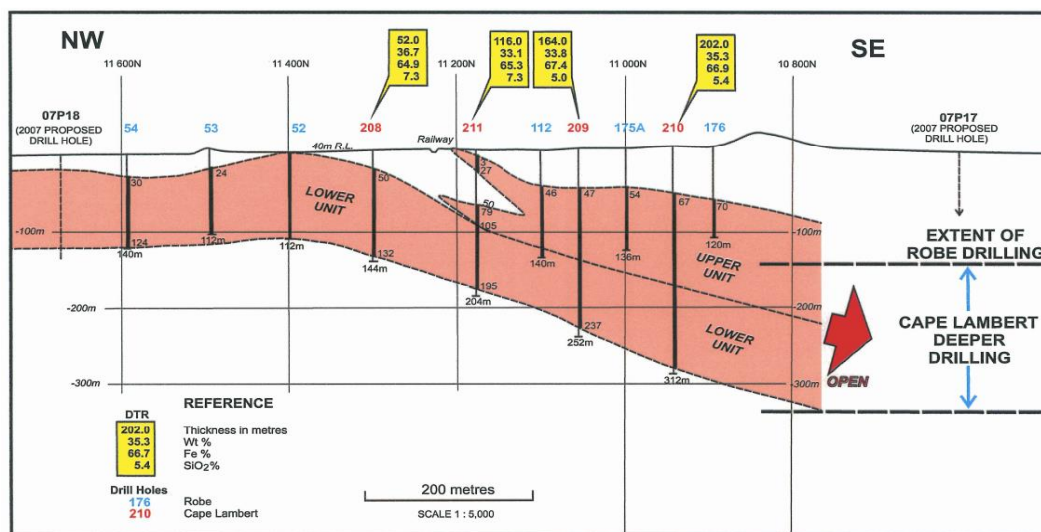 NW
SE
52.0
36.7
64.9
7.3
116.0
33.1
65.3
7.3
164.0
33.8
67.4
5.0
202.0
35.3
66.9
5.4
11 600N
11 400N
11 200N
11 000N
10 800N
07P18
(2007 PROPOSED
DRILL HOLE)
54
53
52
208
211
112
209
175A
210
176
07P17
(2007 PROPOSED
DRILL HOLE)
40m R.L.
Railway
30
24
50
3
27
46
47
54
67
70
50
79
105
LOWER
UNIT
UPPER
UNIT
LOWER
UNIT
-100m
-100m
124
140m
112m
112m
132
144m
195
204m
140m
237
252m
136m
312m
120m
-200m
-200m
-300m
-300m
OPEN
EXTENT OF
ROBE DRILLING
CAPE LAMBERT
DEEPER
DRILLING
REFERENCE
DTR
202.0 Thickness in metres
35.3 Wt %
66.7 Fe %
5.4 SiO2%
Drill Holes
176 Robe
210 Cape Lambert
200 metres
SCALE 1 : 5,000